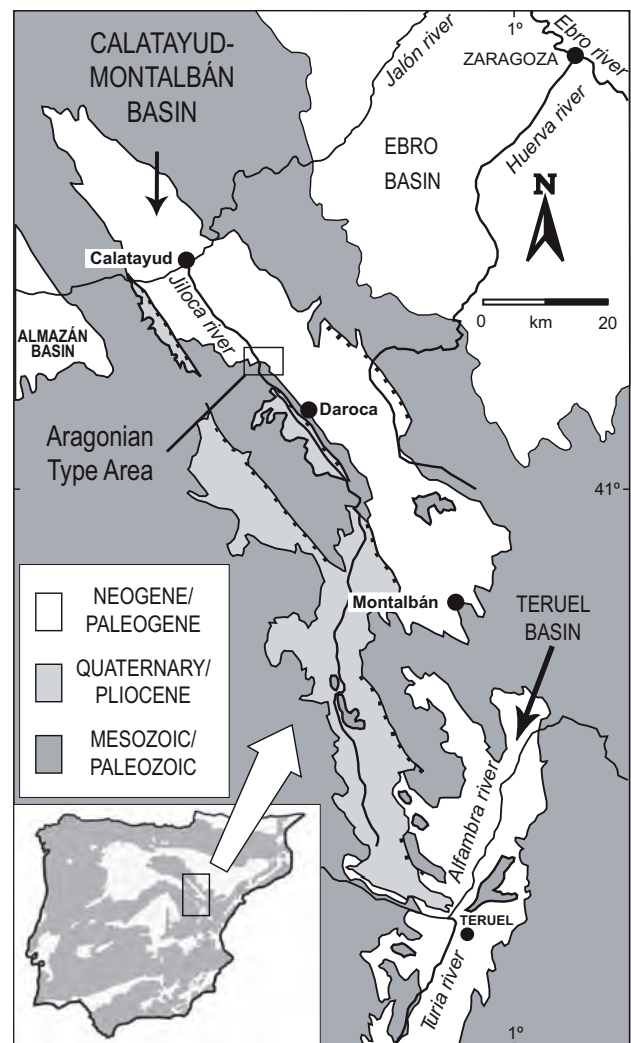 CALATAYUD-
MONTALBÁN
BASIN
1º
Jalón river
ZARAGOZA
Ebro river
Huerva river
EBRO
BASIN
N
0 km 20
Calatayud
Jiloca river
ALMAZÁN
BASIN
Daroca
Aragonian
Type Area
41º
NEOGENE/
PALEOGENE
QUATERNARY/
PLIOCENE
MESOZOIC/
PALEOZOIC
Montalbán
TERUEL
BASIN
Alfambra river
TERUEL
Turia river
1º